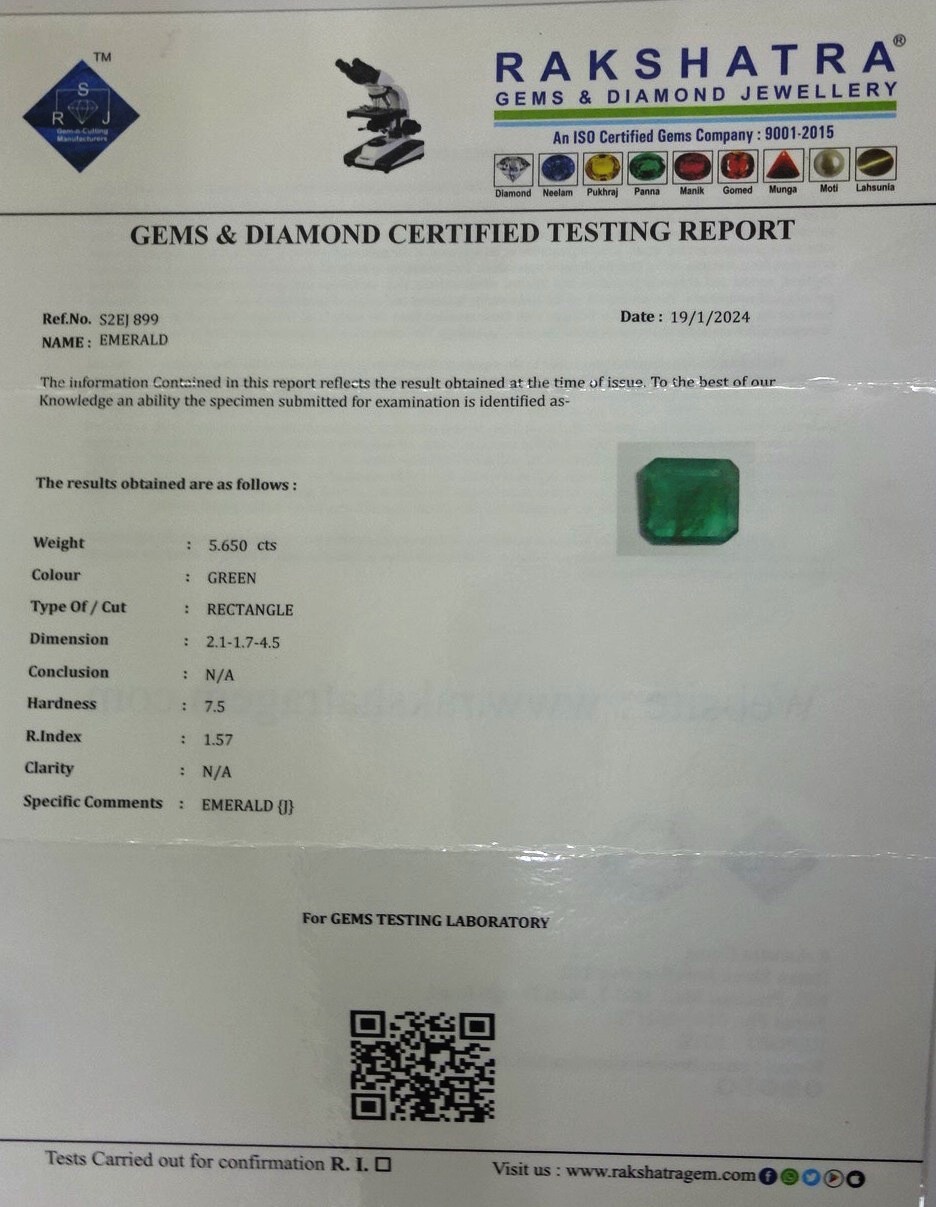 TM
S
R J
Gems & Cutting
Manufacturers
RAKSHATRA®
GEMS & DIAMOND JEWELLERY
An ISO Certified Gems Company : 9001-2015
Diamond Neelam Pukhraj Panna Manik Gomed Munga Moti Lahsunia
GEMS & DIAMOND CERTIFIED TESTING REPORT
Ref.No. S2EJ 899
Date : 19/1/2024
NAME : EMERALD
The information Contained in this report reflects the result obtained at the time of issue. To the best of our
Knowledge an ability the specimen submitted for examination is identified as-
The results obtained are as follows :
Weight : 5.650 cts
Colour : GREEN
Type Of / Cut : RECTANGLE
Dimension : 2.1-1.7-4.5
Conclusion : N/A
Hardness : 7.5
R.Index : 1.57
Clarity : N/A
Specific Comments : EMERALD {J}
For GEMS TESTING LABORATORY
Tests Carried out for confirmation R. I. ☐
Visit us : www.rakshatragem.com